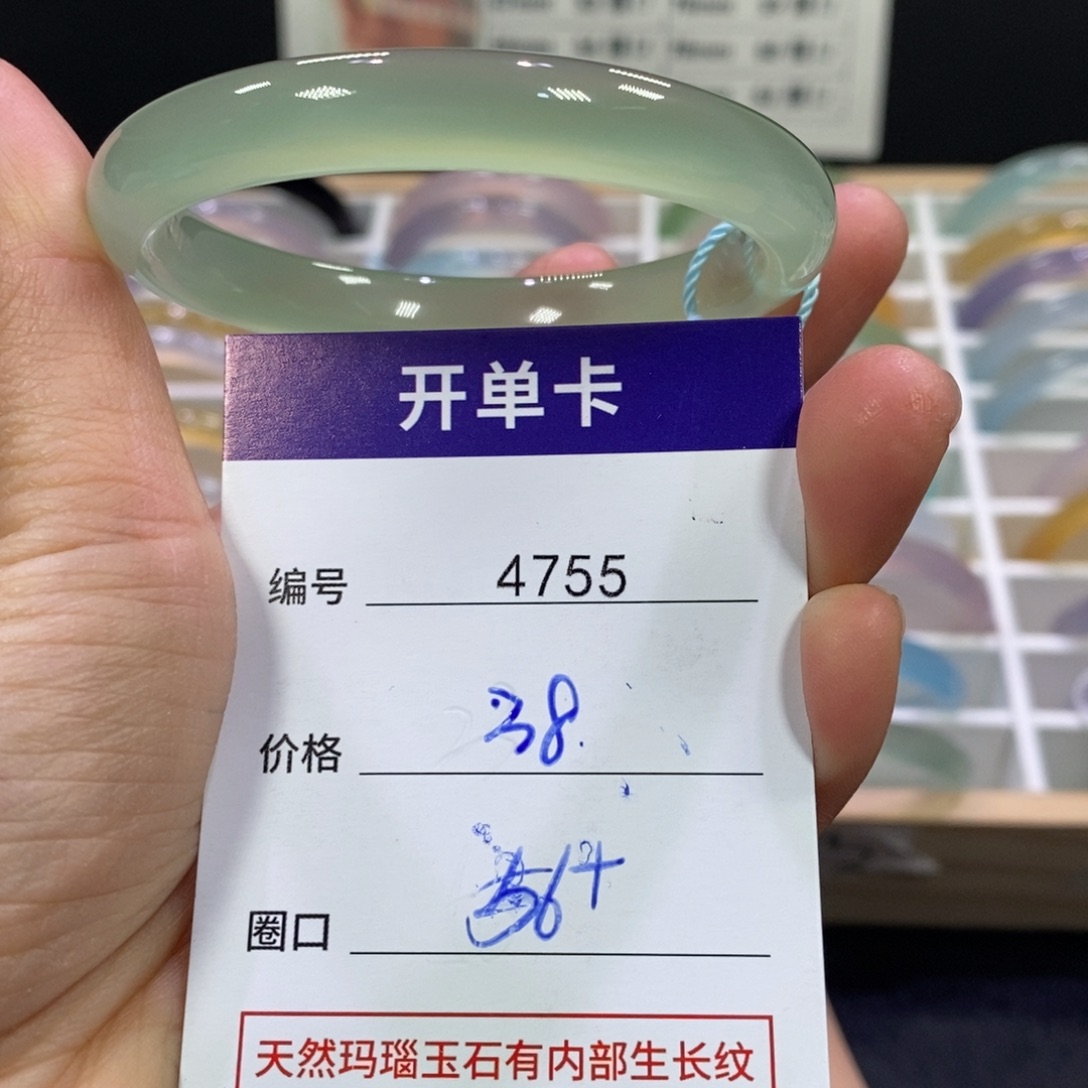 开单卡
编号 4755
价格 38.
圈口 56+
天然玛瑙玉石有内部生长纹